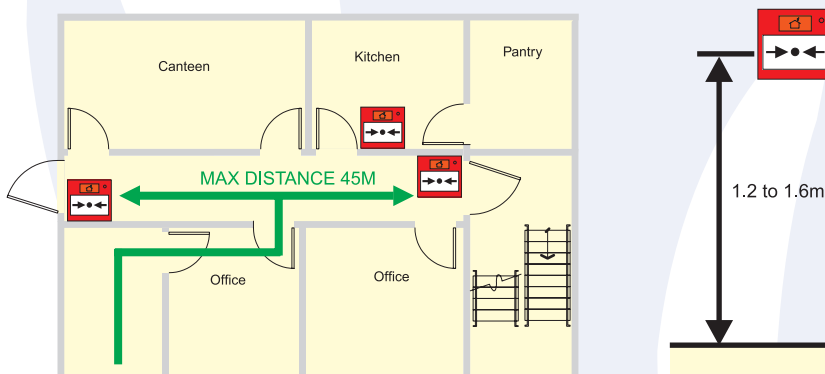 Canteen
Kitchen
Pantry
MAX DISTANCE 45M
1.2 to 1.6m
Office
Office